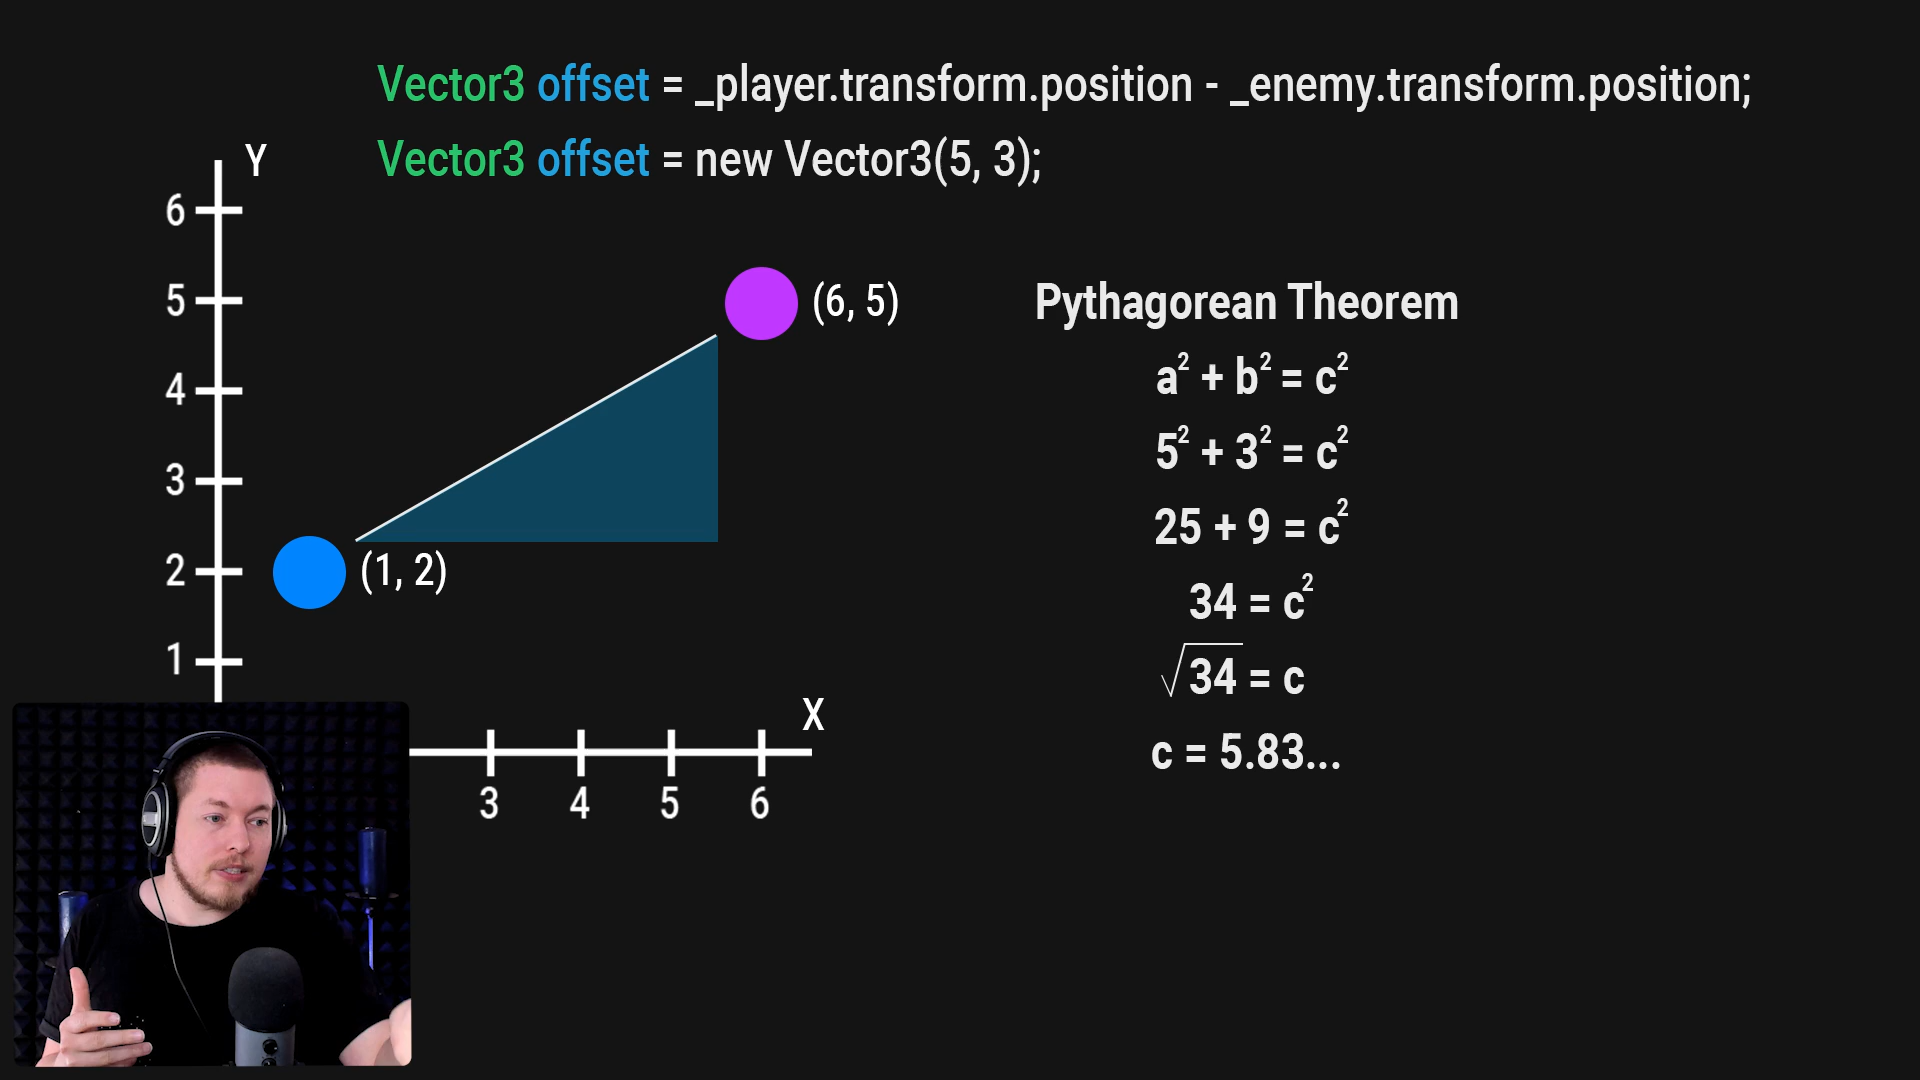 Vector3 offset = _player.transform.position - _enemy.transform.position;
Vector3 offset = new Vector3(5, 3);
Y
6
5
4
3
2
1
(6, 5)
(1, 2)
X
3
4
5
6
Pythagorean Theorem
a² + b² = c²
5² + 3² = c²
25 + 9 = c²
34 = c²
√34 = c
c = 5.83...